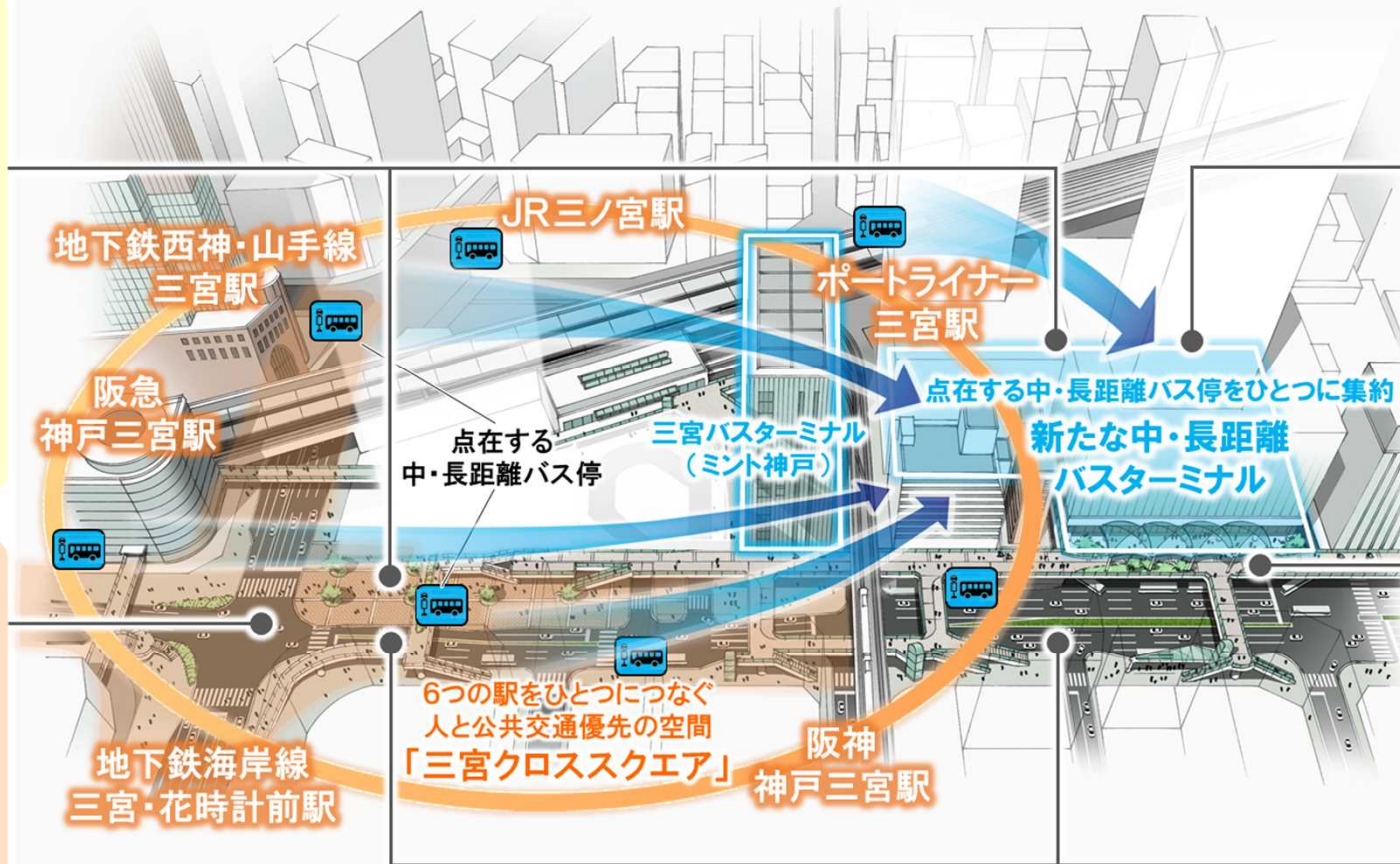 JR三ノ宮駅
地下鉄西神・山手線
三宮駅
ポートライナー
三宮駅
阪急
神戸三宮駅
点在する
中・長距離バス停
三宮バスターミナル
(ミント神戸)
点在する中・長距離バス停をひとつに集約
新たな中・長距離
バスターミナル
6つの駅をひとつにつなぐ
人と公共交通優先の空間
「三宮クロススクエア」
阪神
神戸三宮駅
地下鉄海岸線
三宮・花時計前駅